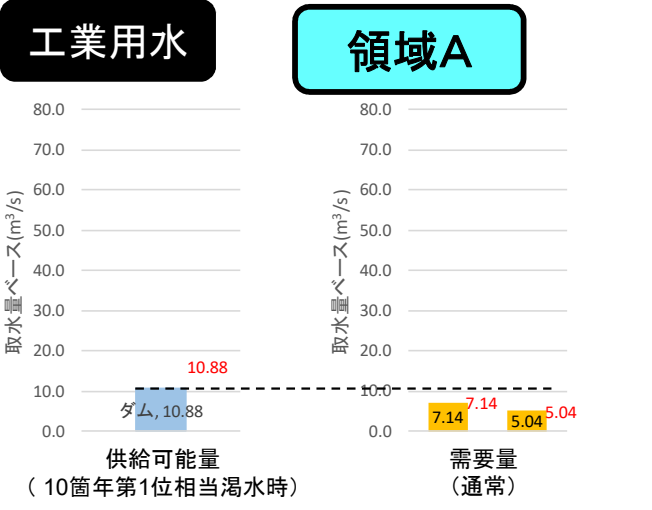 工業用水
領域A
取水量ベース(m³/s)
80.0
70.0
60.0
50.0
40.0
30.0
20.0
10.0
0.0
10.88
ダム, 10.88
供給可能量
（ 10箇年第1位相当渇水時）
取水量ベース(m³/s)
80.0
70.0
60.0
50.0
40.0
30.0
20.0
10.0
0.0
7.14
7.14
5.04
5.04
需要量
（通常）